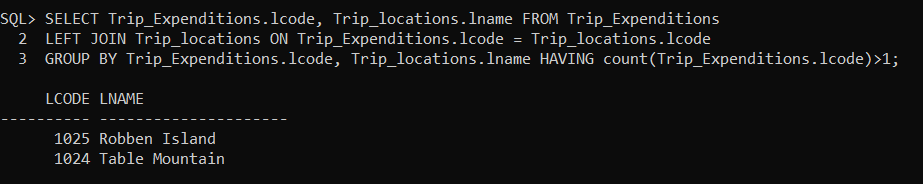 SQL> SELECT Trip_Expenditions.lcode, Trip_locations.lname FROM Trip_Expenditions
2 LEFT JOIN Trip_locations ON Trip_Expenditions.lcode = Trip_locations.lcode
3 GROUP BY Trip_Expenditions.lcode, Trip_locations.lname HAVING count(Trip_Expenditions.lcode)>1;
LCODE LNAME
---------- --------------------
1025 Robben Island
1024 Table Mountain